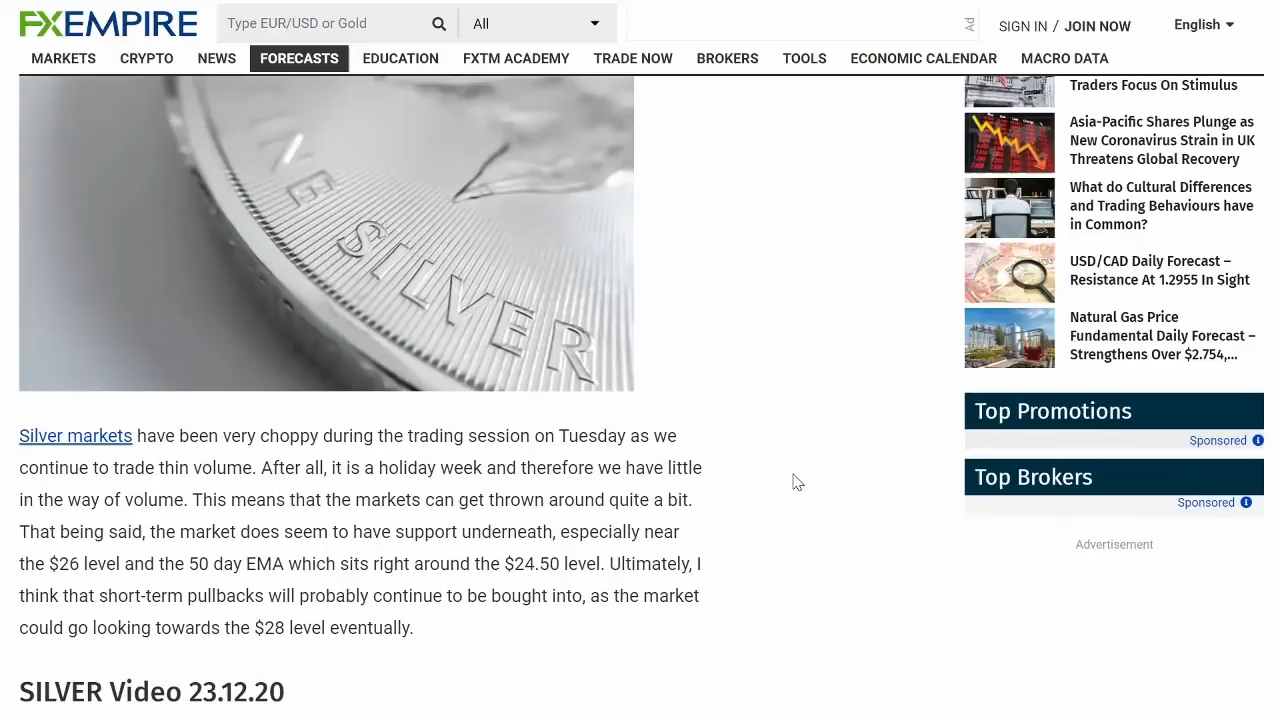 FXEMPIRE
Type EUR/USD or Gold
All
Ad
SIGN IN / JOIN NOW
English
MARKETS CRYPTO NEWS FORECASTS EDUCATION FXTM ACADEMY TRADE NOW BROKERS TOOLS ECONOMIC CALENDAR MACRO DATA
SILVER
Silver markets have been very choppy during the trading session on Tuesday as we
continue to trade thin volume. After all, it is a holiday week and therefore we have little
in the way of volume. This means that the markets can get thrown around quite a bit.
That being said, the market does seem to have support underneath, especially near
the $26 level and the 50 day EMA which sits right around the $24.50 level. Ultimately, I
think that short-term pullbacks will probably continue to be bought into, as the market
could go looking towards the $28 level eventually.
SILVER Video 23.12.20
Traders Focus On Stimulus
Asia-Pacific Shares Plunge as
New Coronavirus Strain in UK
Threatens Global Recovery
What do Cultural Differences
and Trading Behaviours have
in Common?
USD/CAD Daily Forecast –
Resistance At 1.2955 In Sight
Natural Gas Price
Fundamental Daily Forecast –
Strengthens Over $2.754,...
Top Promotions
Sponsored
Top Brokers
Sponsored
Advertisement